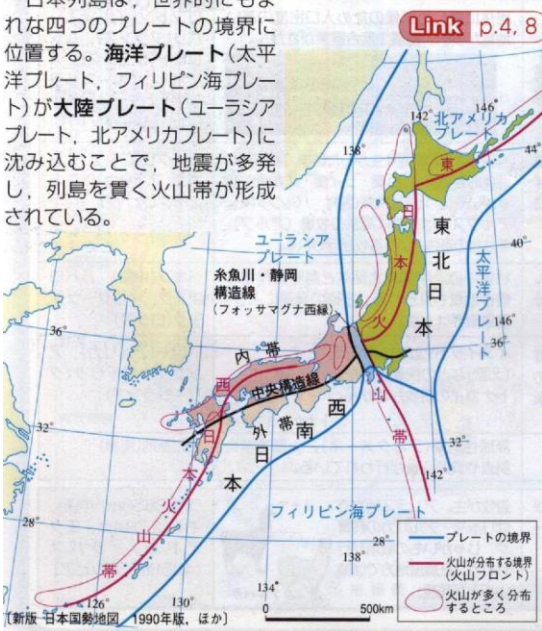 日本列島は，世界的にもま
れな四つのプレートの境界に
位置する。海洋プレート(太平
洋プレート，フィリピン海プレー
ト)が大陸プレート(ユーラシア
プレート，北アメリカプレート)に
沈み込むことで，地震が多発
し，列島を貫く火山帯が形成
されている。
Link p.4, 8
142°
146°
北アメリカ
プレート
138°
44°
東日本火山帯
ユーラシア
プレート
東北日本
40°
太平洋プレート
糸魚川・静岡
構造線
(フォッサマグナ西縁)
146°
36°
36°
内帯
中央構造線
外帯
西南日本
西日本火山帯
32°
32°
142°
フィリピン海プレート
28°
28°
138°
134°
130°
126°
0
500km
プレートの境界
火山が分布する境界
(火山フロント)
火山が多く分布
するところ
〔新版 日本国勢地図 1990年版，ほか〕